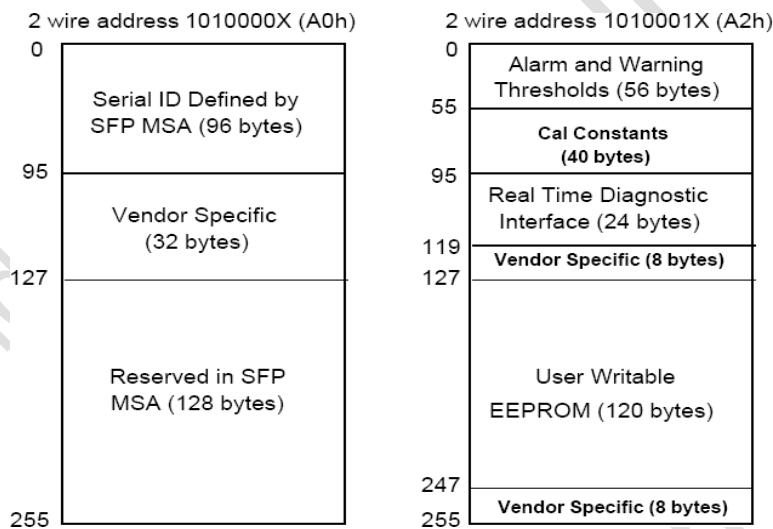 2 wire address 1010000X (A0h)
0
Serial ID Defined by
SFP MSA (96 bytes)
95
Vendor Specific
(32 bytes)
127
Reserved in SFP
MSA (128 bytes)
255
2 wire address 1010001X (A2h)
0
Alarm and Warning
Thresholds (56 bytes)
55
Cal Constants
(40 bytes)
95
Real Time Diagnostic
Interface (24 bytes)
119
Vendor Specific (8 bytes)
127
User Writable
EEPROM (120 bytes)
247
Vendor Specific (8 bytes)
255